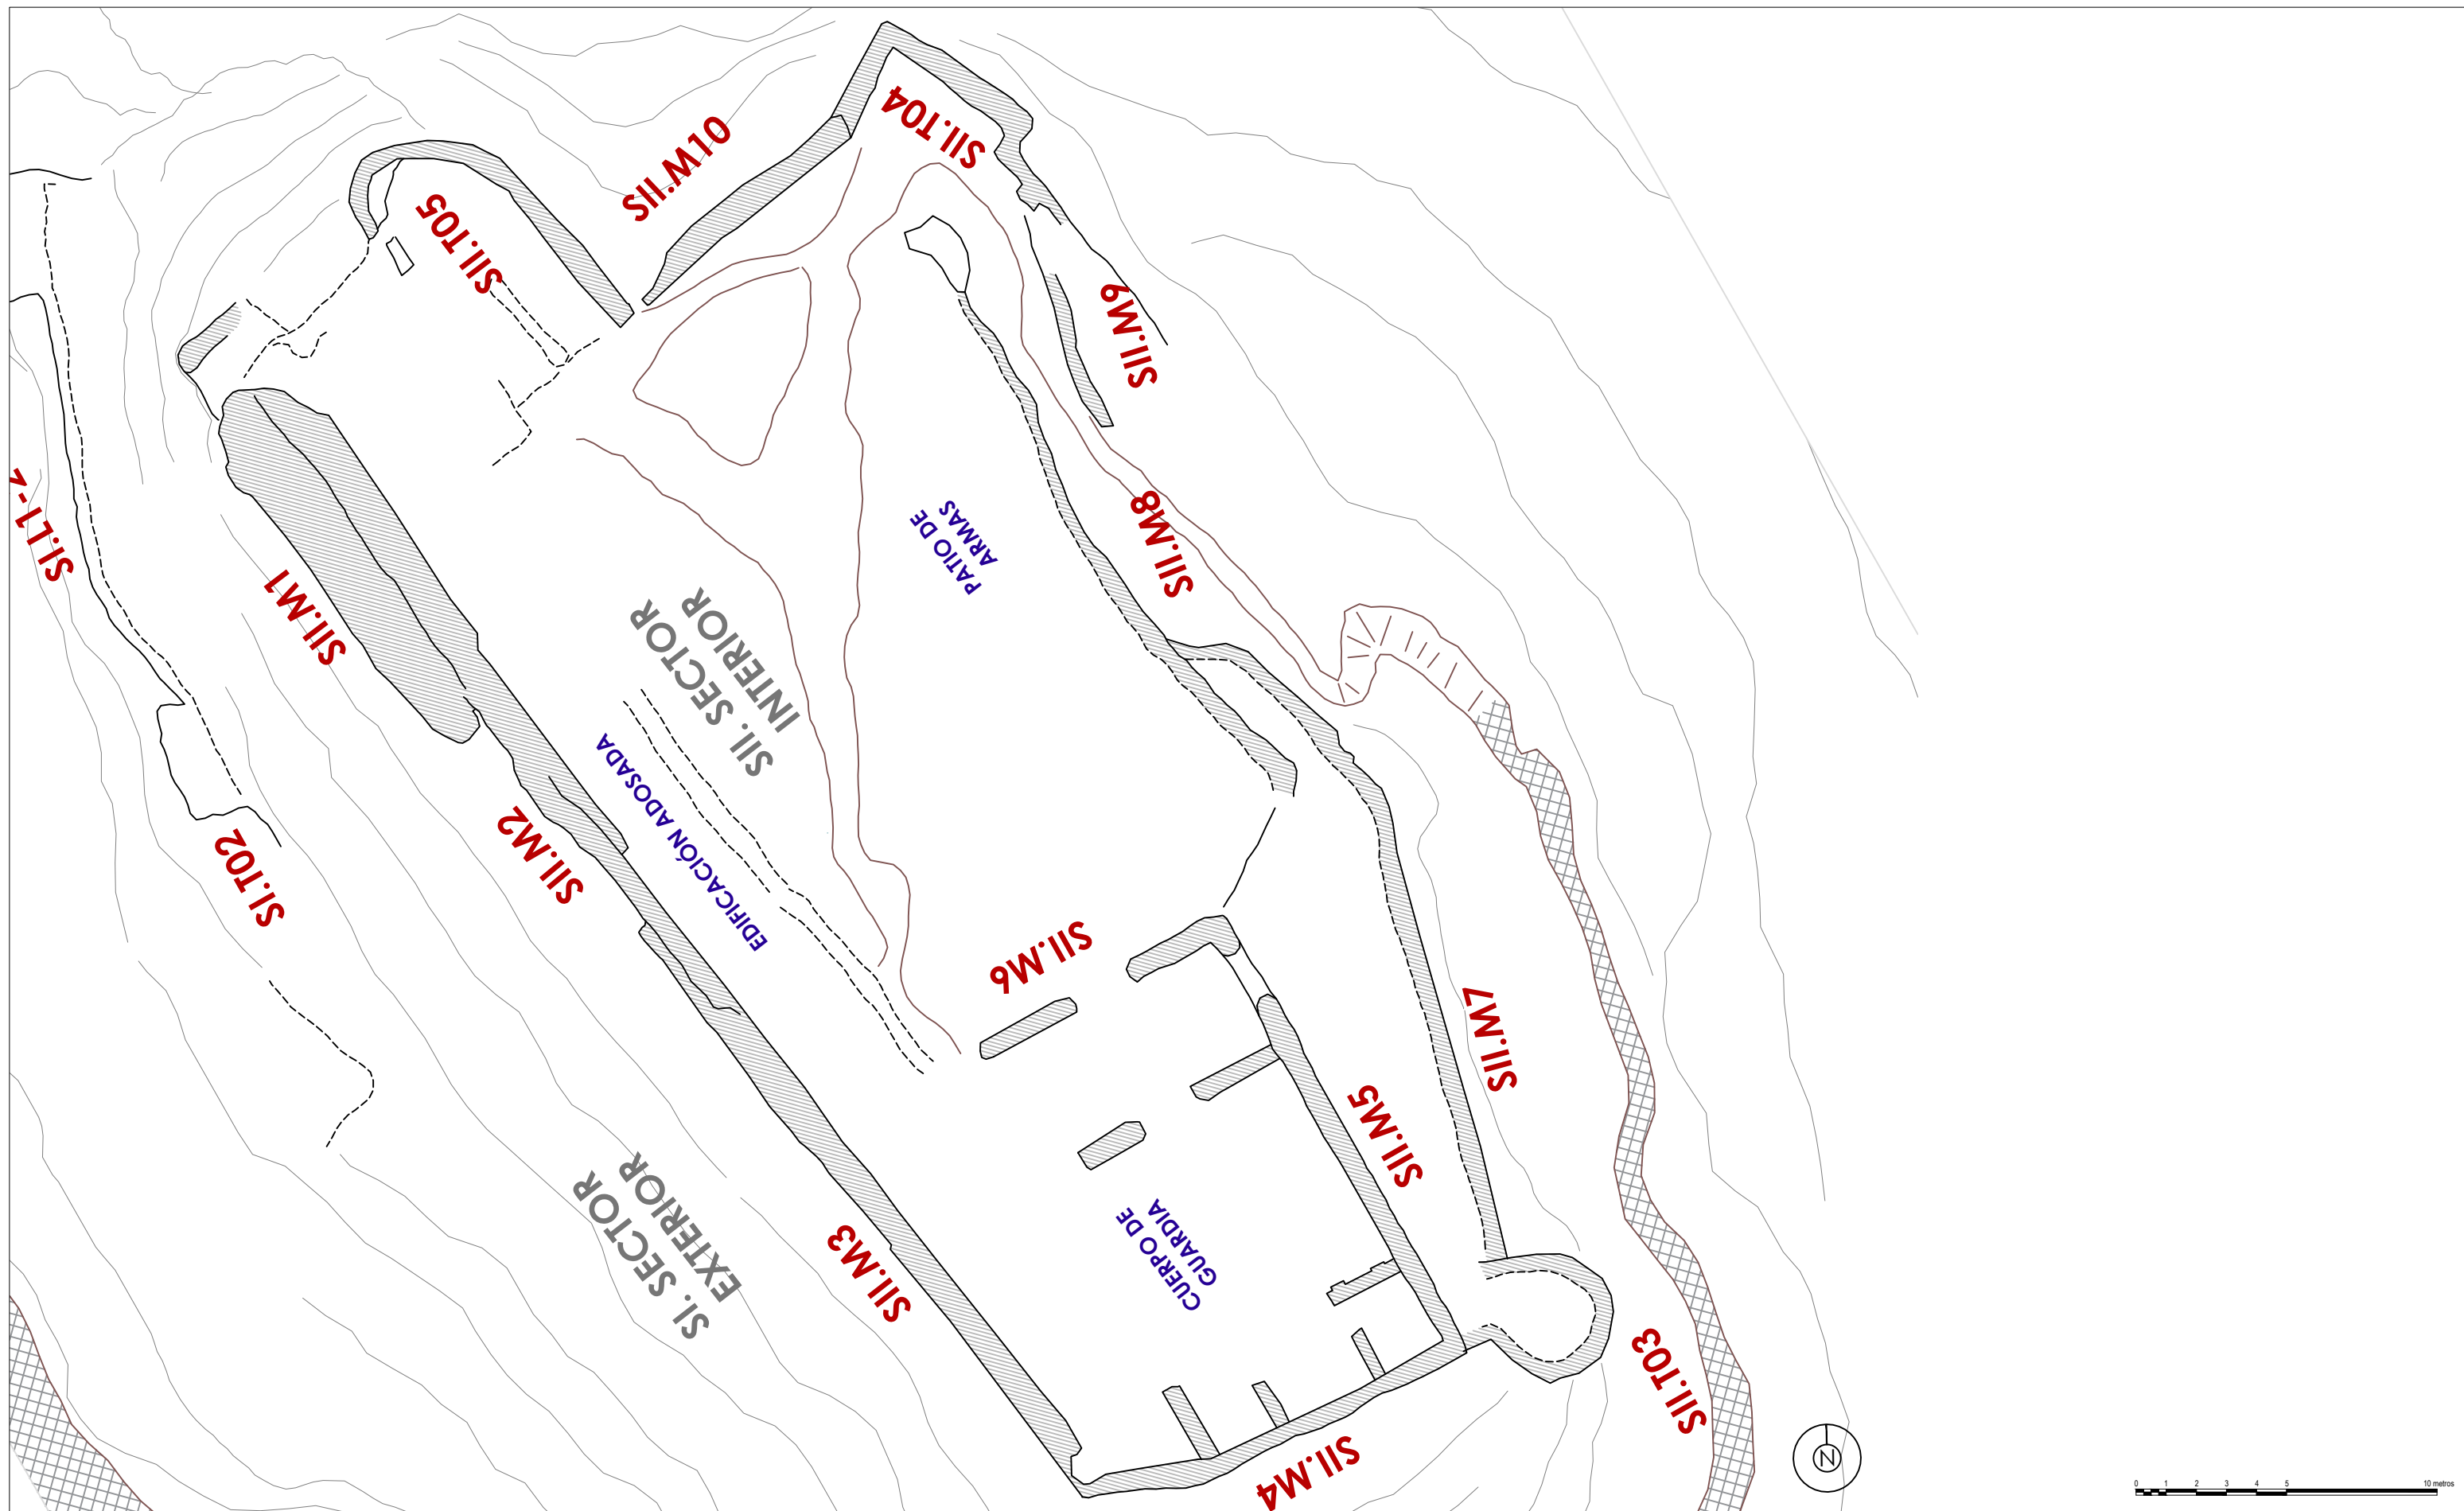 SII.M10
SII.T04
SII.T05
SII.M9
SI.L1-
SII.M8
SII.M1
PATIO DE
ARMAS
SII. SECTOR
INTERIOR
EDIFICACIÓN ADOSADA
SI.T02
SII.M2
SII.M6
SII.M7
SII.M5
SI. SECTOR
EXTERIOR
CUERPO DE
GUARDIA
SII.M3
SII.T03
SII.M4
N
0 1 2 3 4 5 10 metros